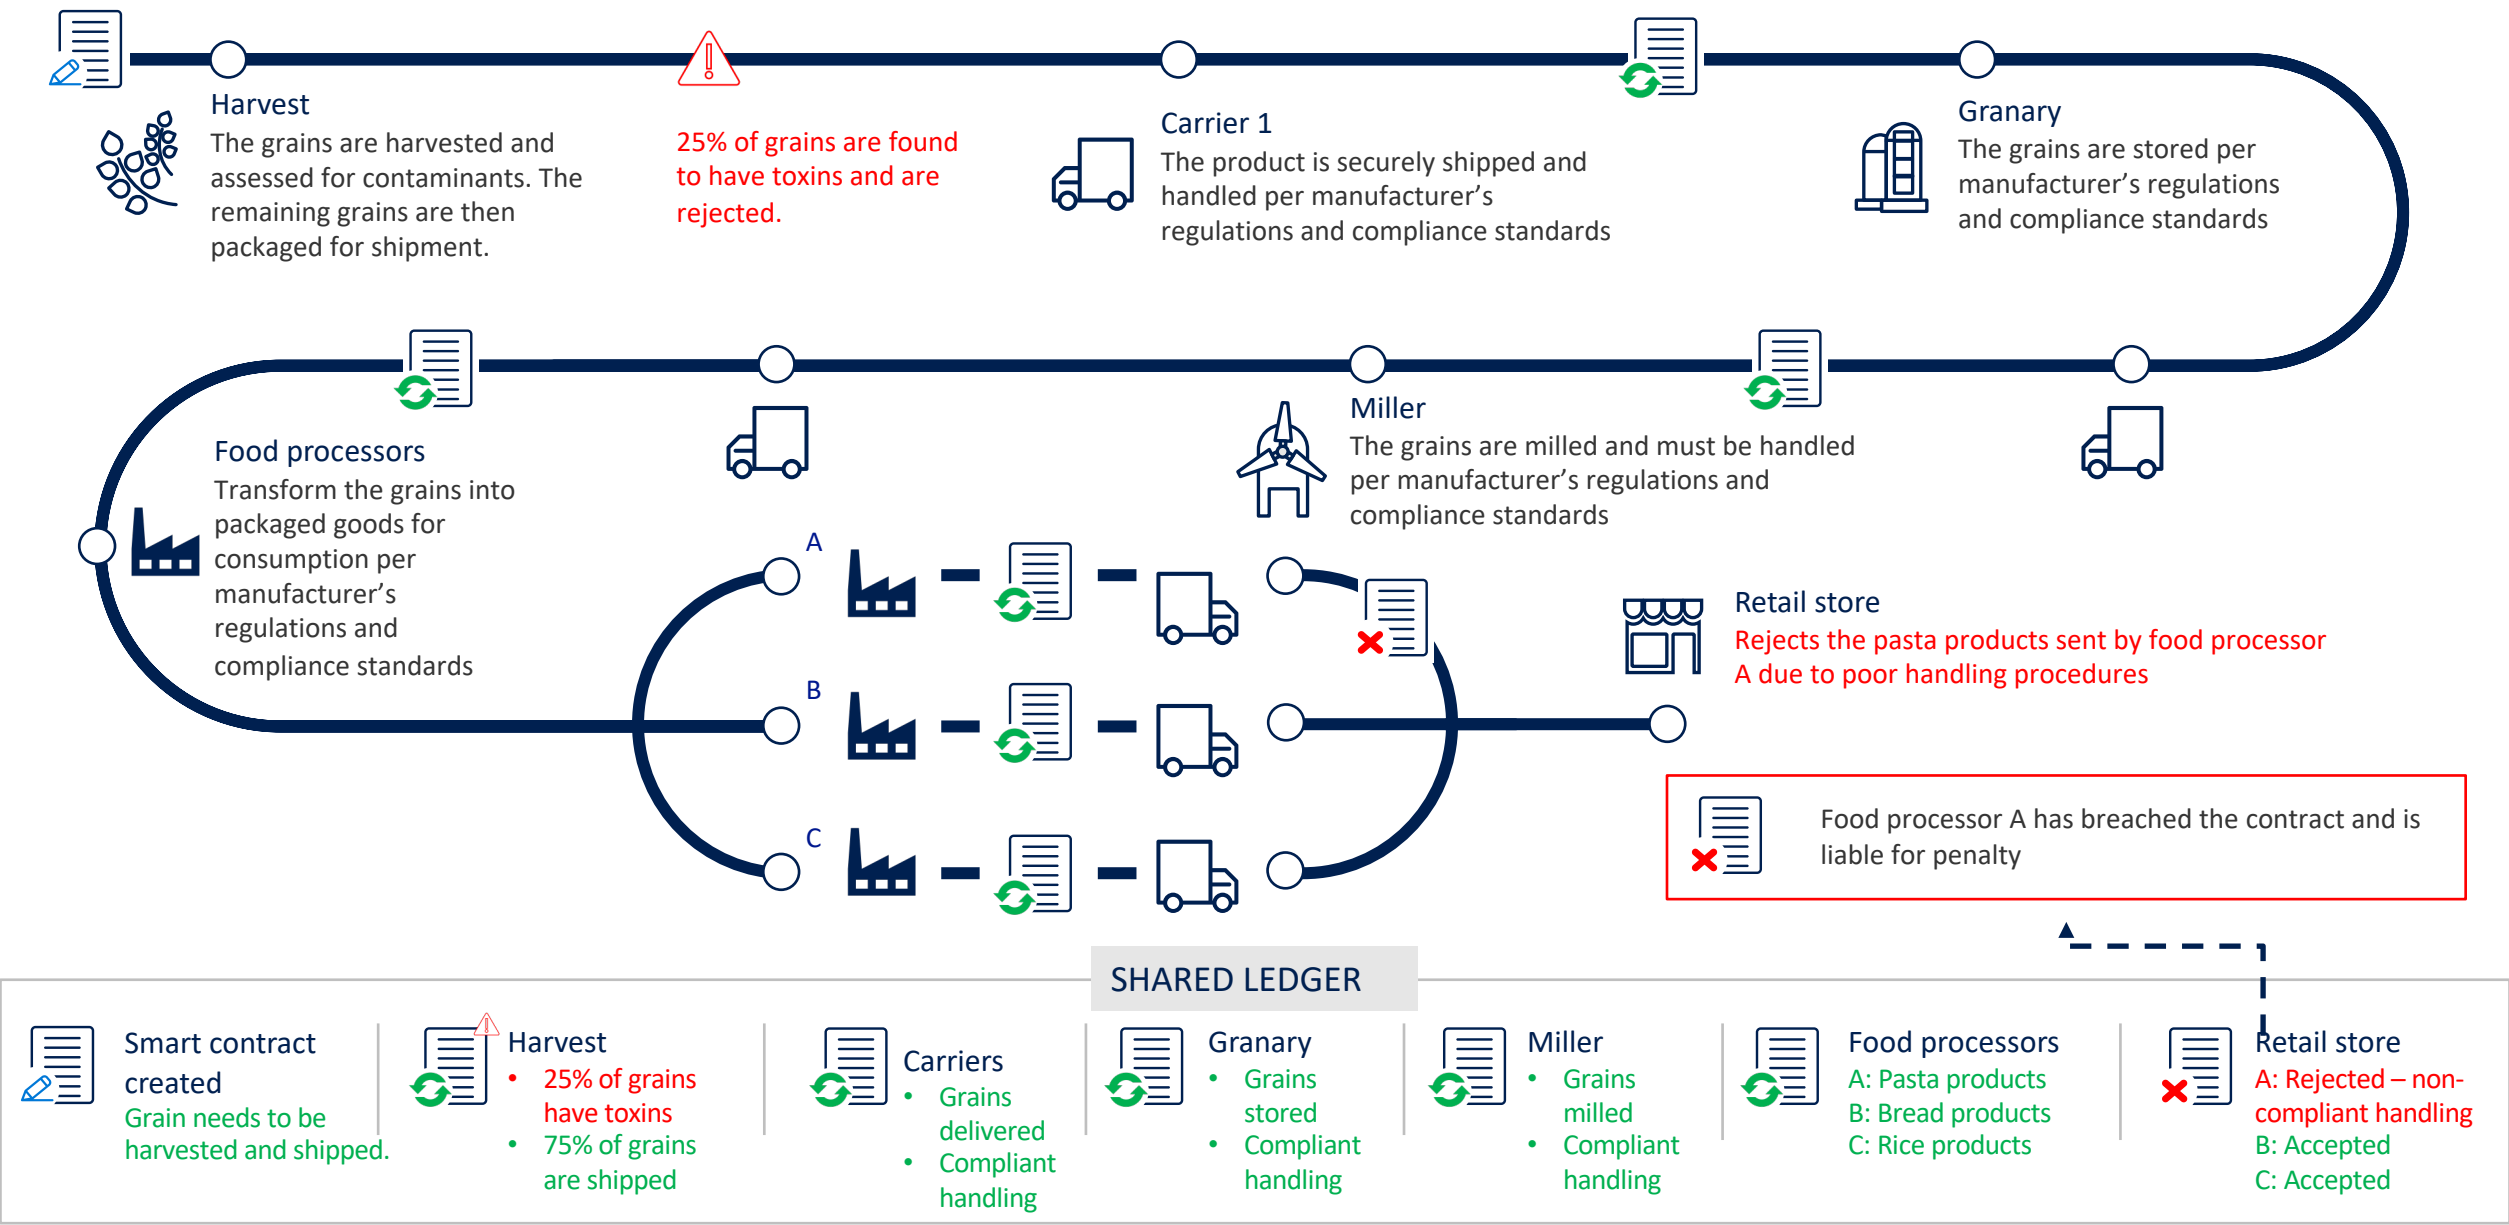 Harvest
The grains are harvested and
assessed for contaminants. The
remaining grains are then
packaged for shipment.
25% of grains are found
to have toxins and are
rejected.
Carrier 1
The product is securely shipped and
handled per manufacturer’s
regulations and compliance standards
Granary
The grains are stored per
manufacturer’s regulations
and compliance standards
Miller
The grains are milled and must be handled
per manufacturer’s regulations and
compliance standards
Food processors
Transform the grains into
packaged goods for
consumption per
manufacturer’s
regulations and
compliance standards
A
B
C
Retail store
Rejects the pasta products sent by food processor
A due to poor handling procedures
Food processor A has breached the contract and is
liable for penalty
SHARED LEDGER
Smart contract
created
Grain needs to be
harvested and shipped.
Harvest
• 25% of grains
have toxins
• 75% of grains
are shipped
Carriers
• Grains
delivered
• Compliant
handling
Granary
• Grains
stored
• Compliant
handling
Miller
• Grains
milled
• Compliant
handling
Food processors
A: Pasta products
B: Bread products
C: Rice products
Retail store
A: Rejected – non-
compliant handling
B: Accepted
C: Accepted